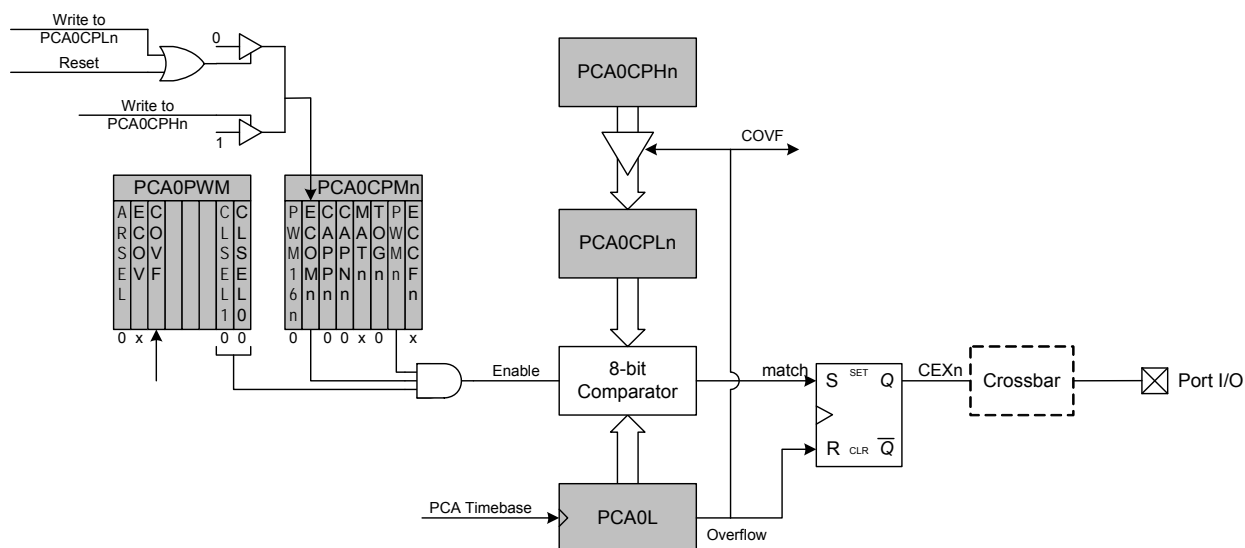 Write to
PCA0CPLn
Reset
0
Write to
PCA0CPHn
1
PCA0CPHn
COVF
PCA0PWM
ARSEL
ECOV
COVF
CLSEL1
CLSEL0
0 x 0 0
PCA0CPMn
PWM16n
ECOMn
CAPPn
CAPNn
MATn
TOGn
PWMn
ECCFn
0 0 0 x 0 x
PCA0CPLn
Enable
8-bit
Comparator
match
S SET Q
R CLR Q
CEXn
Crossbar
Port I/O
PCA Timebase
PCA0L
Overflow